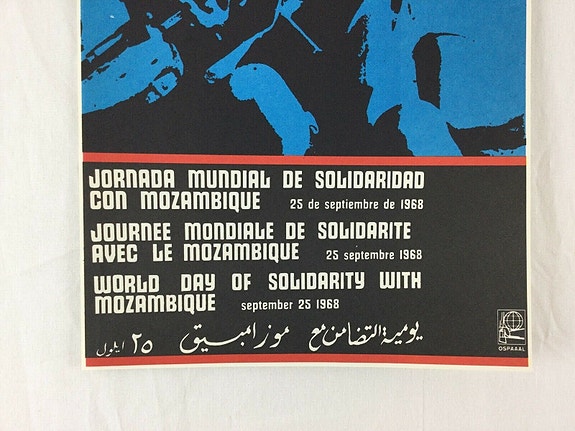 JORNADA MUNDIAL DE SOLIDARIDAD
CON MOZAMBIQUE 25 de septiembre de 1968
JOURNEE MONDIALE DE SOLIDARITE
AVEC LE MOZAMBIQUE 25 septembre 1968
WORLD DAY OF SOLIDARITY WITH
MOZAMBIQUE september 25 1968
يومية التضامن مع موزامبيق ٢٥ ايلول
OSPAAAL